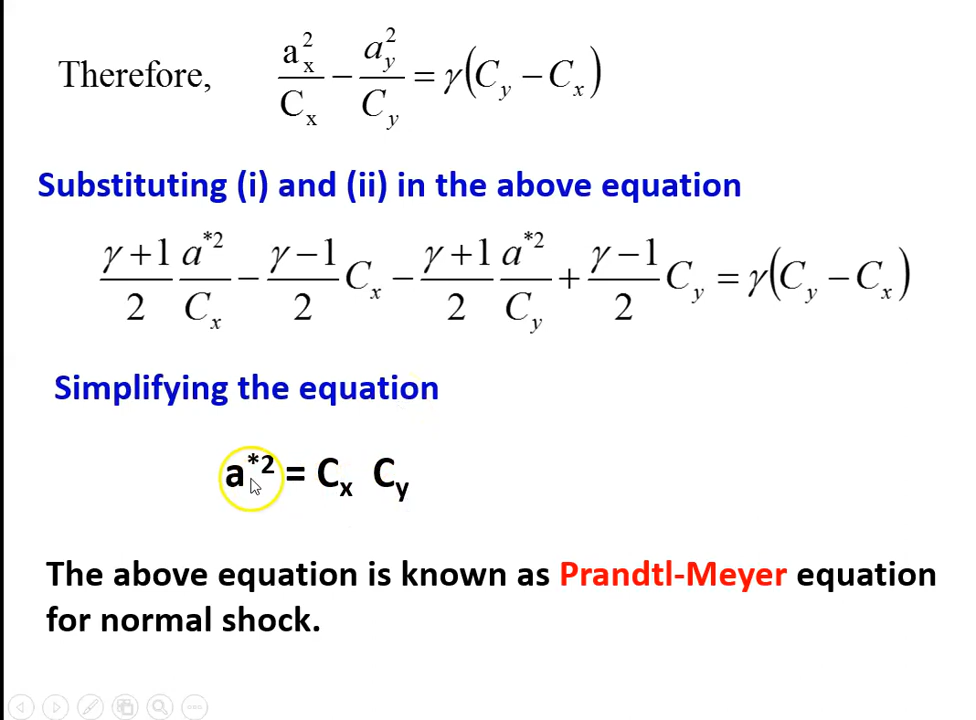 Therefore, a_x^2/C_x − a_y^2/C_y = γ(C_y − C_x)
Substituting (i) and (ii) in the above equation
γ+1/2 a^*2/C_x − γ−1/2 C_x − γ+1/2 a^*2/C_y + γ−1/2 C_y = γ(C_y − C_x)
Simplifying the equation
a^*2 = C_x C_y
The above equation is known as Prandtl-Meyer equation
for normal shock.